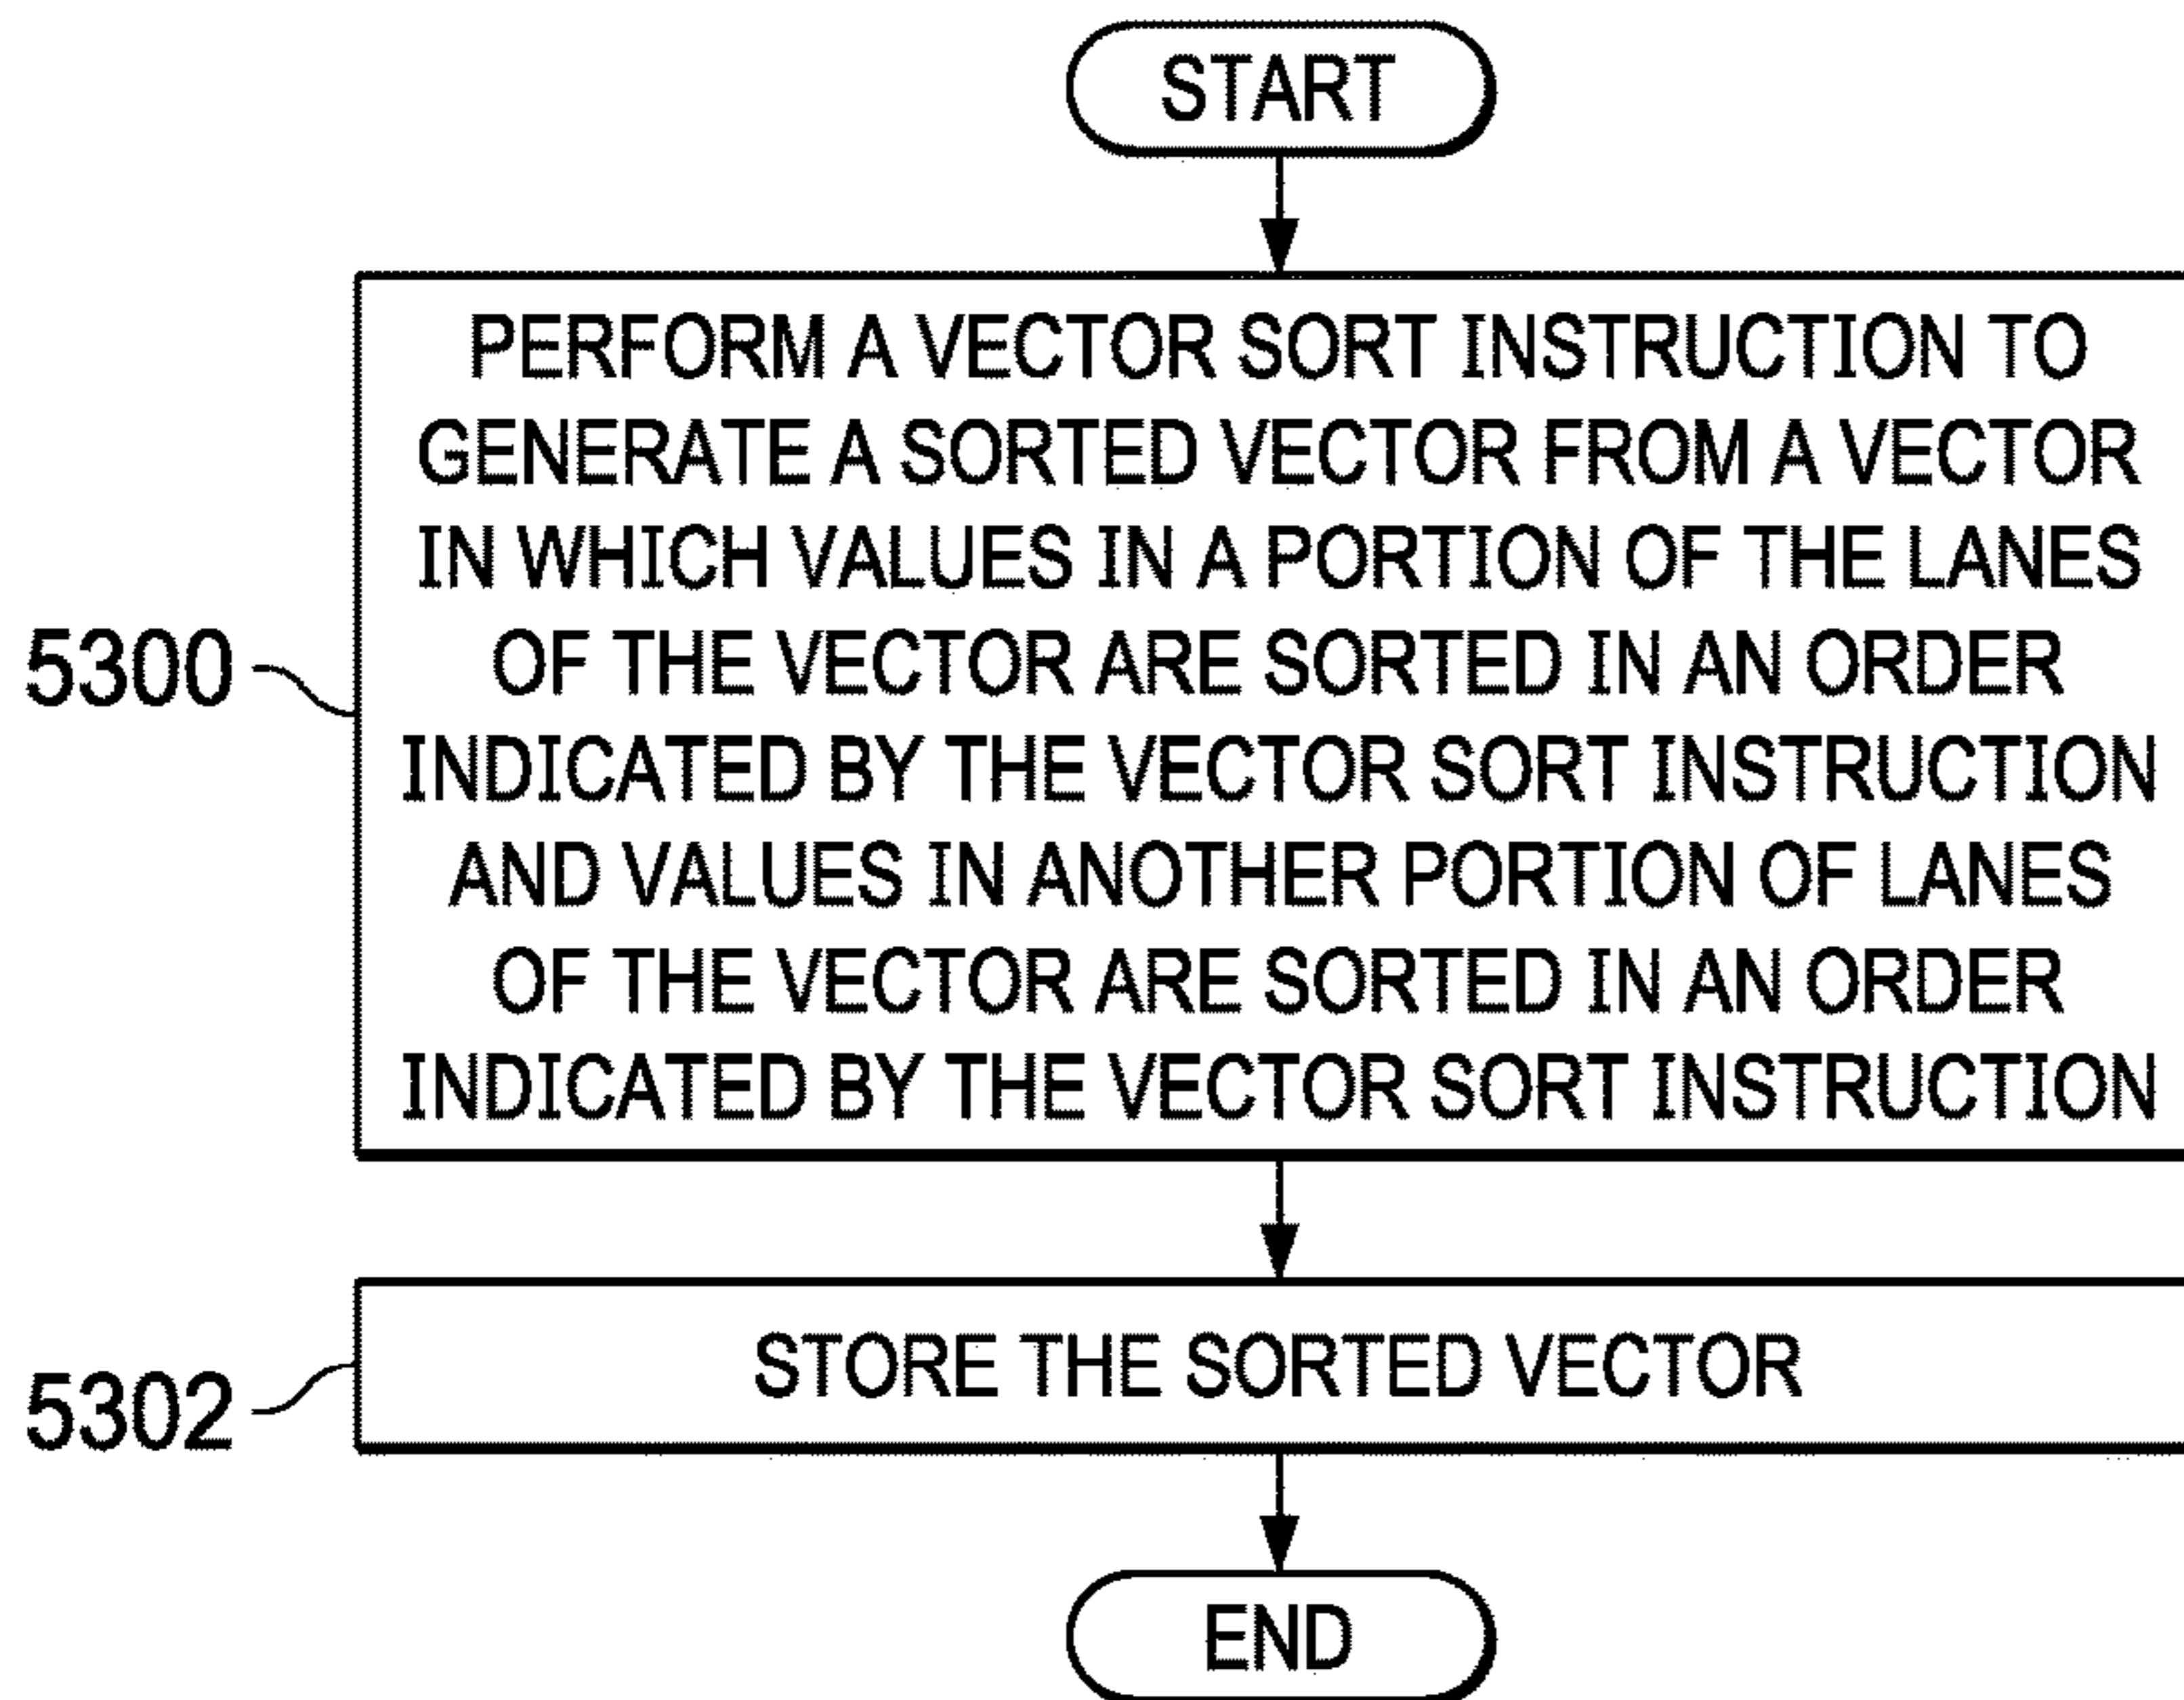 START
PERFORM A VECTOR SORT INSTRUCTION TO
GENERATE A SORTED VECTOR FROM A VECTOR
IN WHICH VALUES IN A PORTION OF THE LANES
OF THE VECTOR ARE SORTED IN AN ORDER
INDICATED BY THE VECTOR SORT INSTRUCTION
AND VALUES IN ANOTHER PORTION OF LANES
OF THE VECTOR ARE SORTED IN AN ORDER
INDICATED BY THE VECTOR SORT INSTRUCTION
5300
STORE THE SORTED VECTOR
5302
END